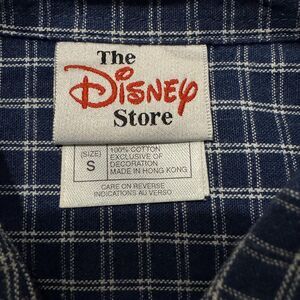 The
Disney
Store
(SIZE)
S
100% COTTON
EXCLUSIVE OF
DECORATION
MADE IN HONG KONG
CARE ON REVERSE
INDICATIONS AU VERSO